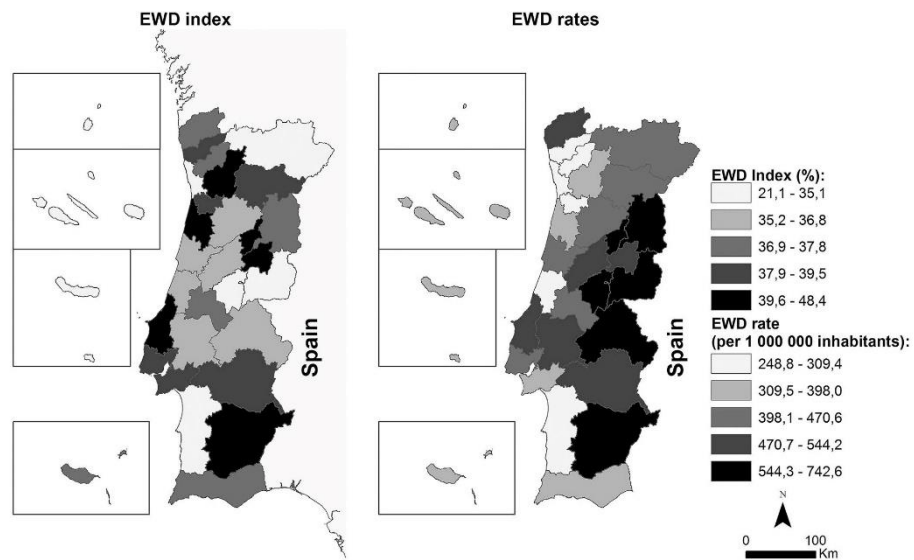 EWD index
EWD rates
Spain
Spain
EWD Index (%):
21,1 - 35,1
35,2 - 36,8
36,9 - 37,8
37,9 - 39,5
39,6 - 48,4
EWD rate
(per 1 000 000 inhabitants):
248,8 - 309,4
309,5 - 398,0
398,1 - 470,6
470,7 - 544,2
544,3 - 742,6
N
0 100
Km